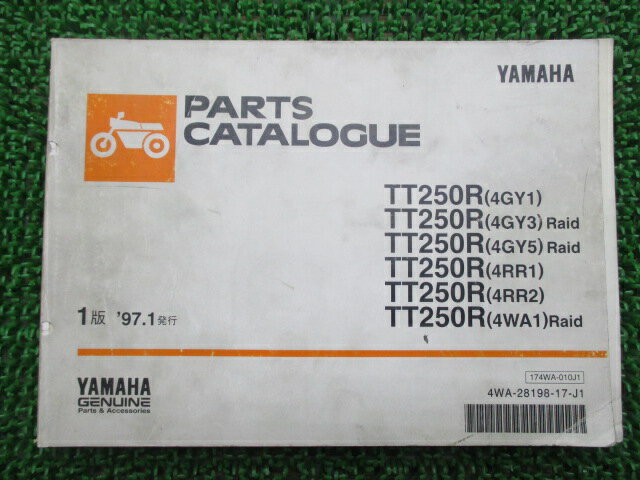 YAMAHA
PARTS
CATALOGUE
TT250R(4GY1)
TT250R(4GY3) Raid
TT250R(4GY5) Raid
TT250R(4RR1)
TT250R(4RR2)
TT250R(4WA1)Raid
1版 '97.1発行
174WA-010J1
YAMAHA
GENUINE
Parts & Accessories
4WA-28198-17-J1